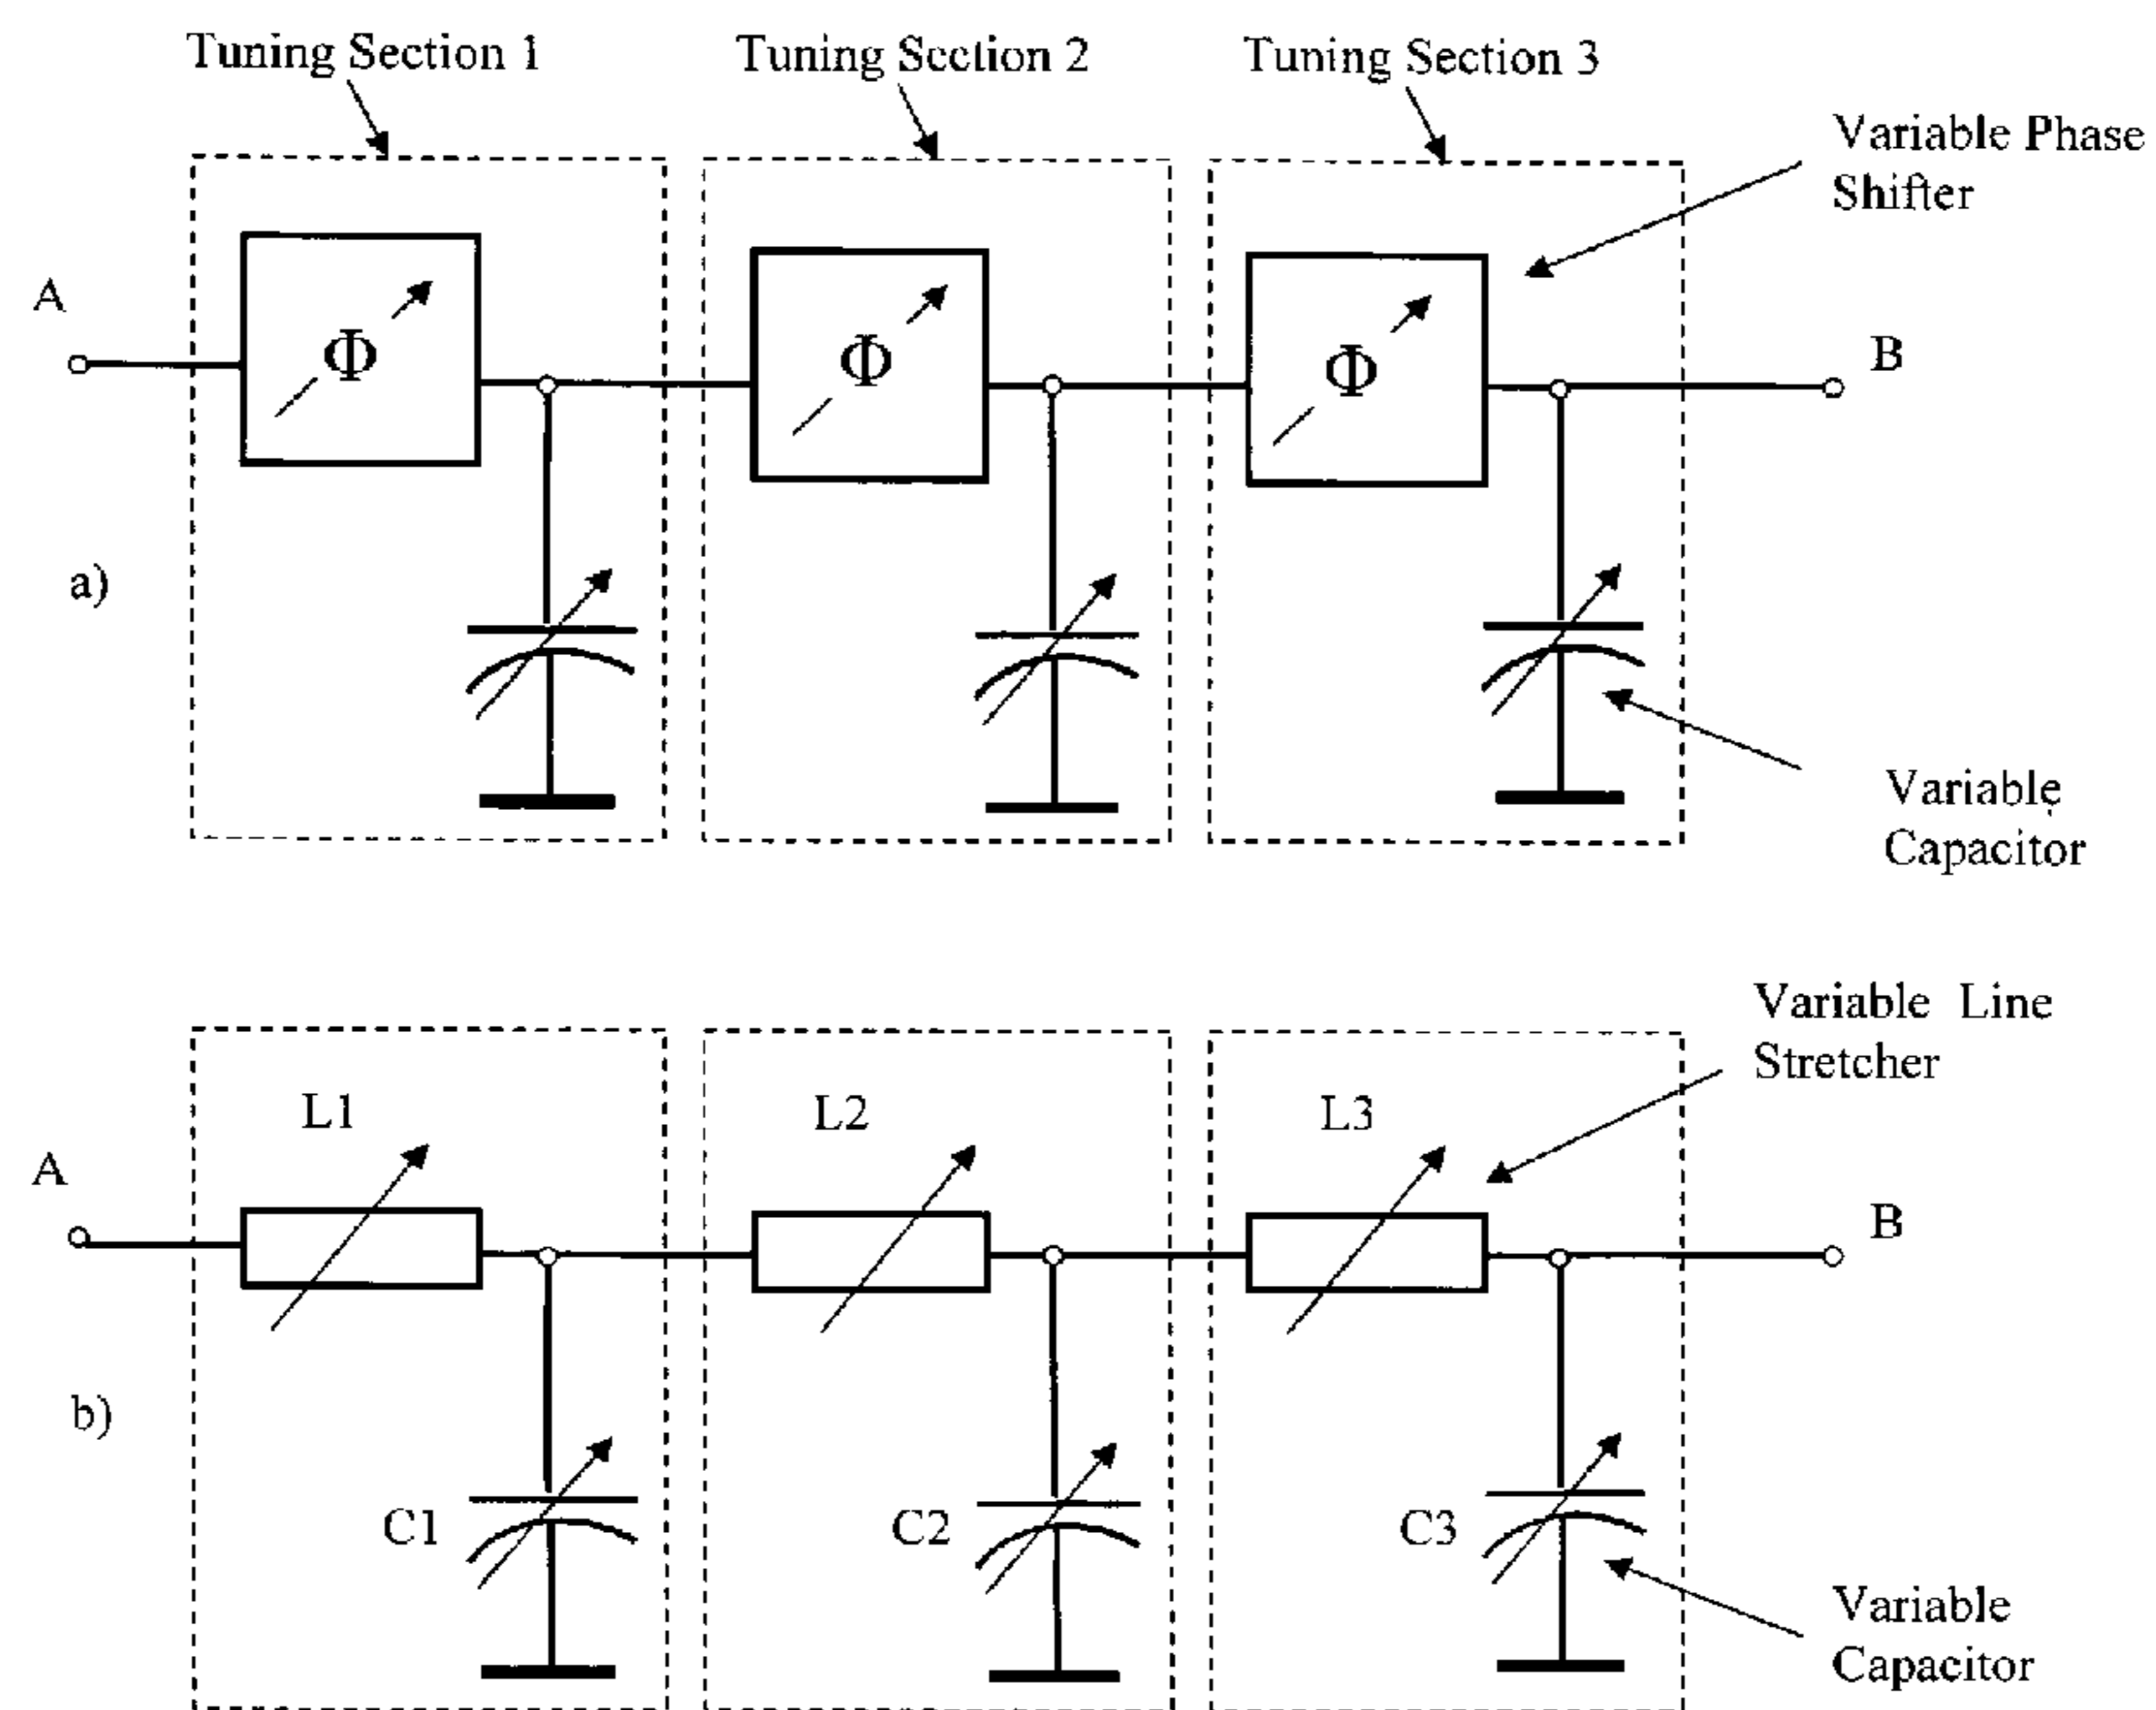 Tuning Section 1
Tuning Section 2
Tuning Section 3
Variable Phase
Shifter
A
Φ
Φ
Φ
B
a)
Variable
Capacitor
Variable Line
Stretcher
L1
L2
L3
A
B
b)
C1
C2
C3
Variable
Capacitor